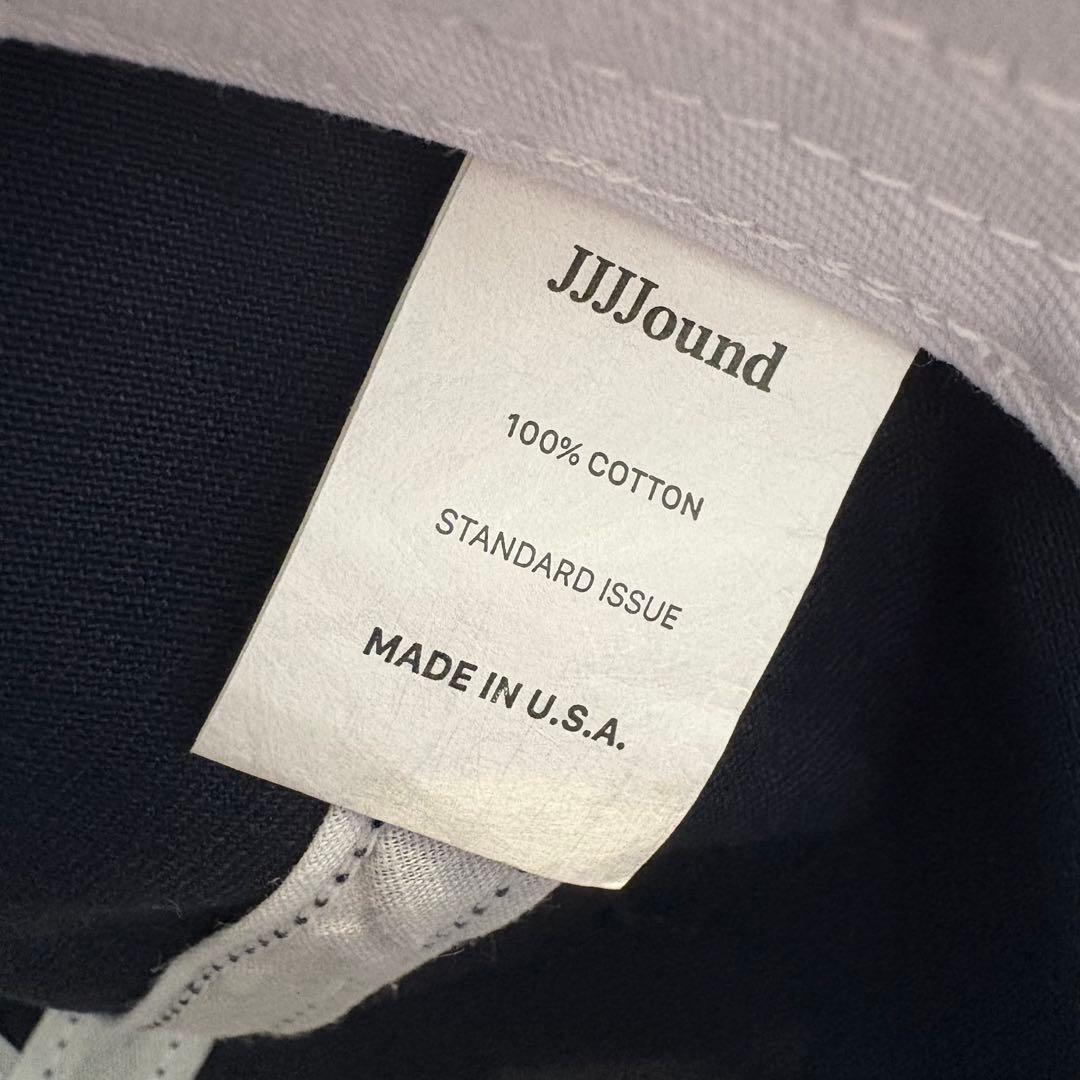 JJJJound
100% COTTON
STANDARD ISSUE
MADE IN U.S.A.